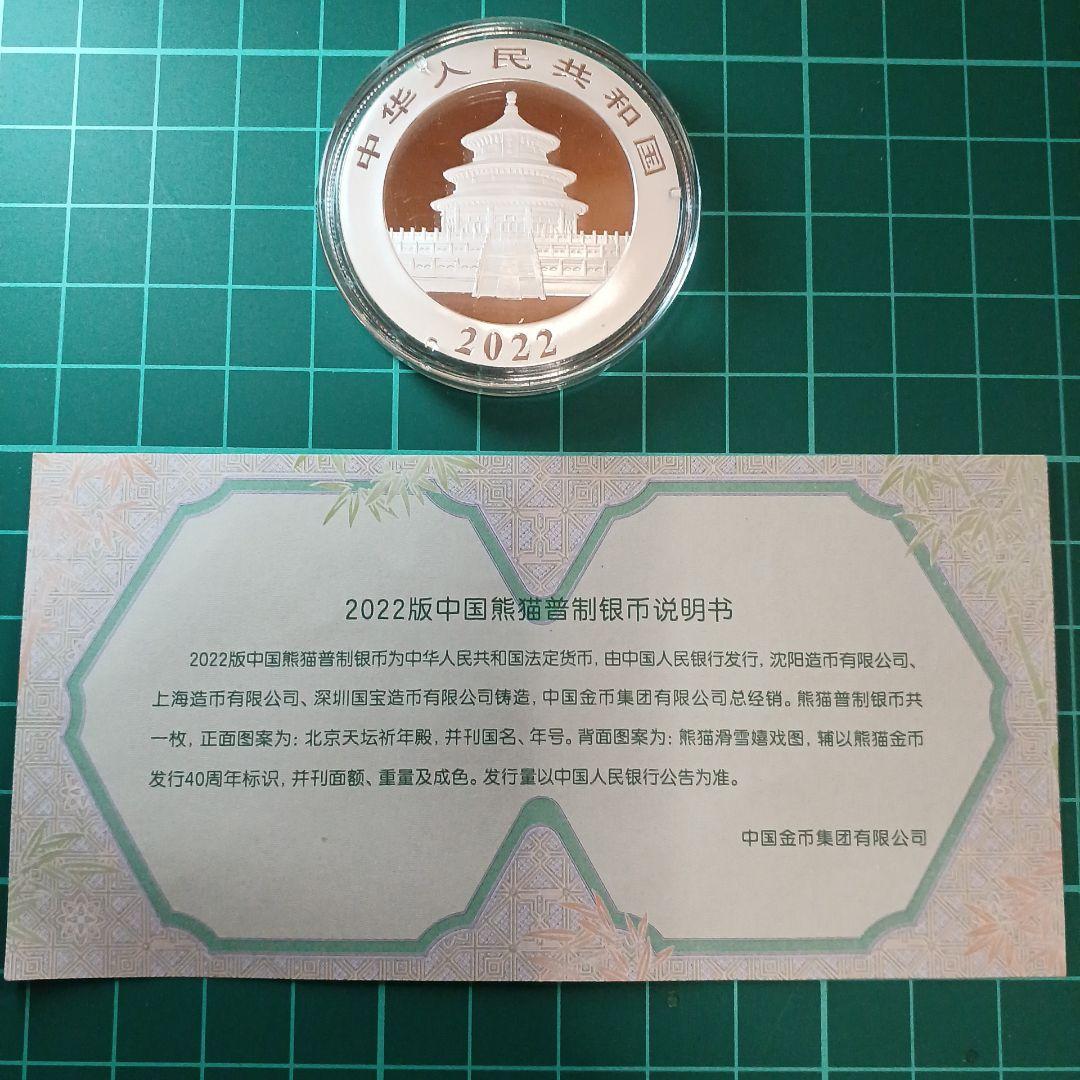 中华人民共和国
2022
2022版中国熊猫普制银币说明书
2022版中国熊猫普制银币为中华人民共和国法定货币，由中国人民银行发行，沈阳造币有限公司、
上海造币有限公司、深圳国宝造币有限公司铸造，中国金币集团有限公司总经销。熊猫普制银币共
一枚，正面图案为：北京天坛祈年殿，并刊国名、年号。背面图案为：熊猫滑雪嬉戏图，辅以熊猫金币
发行40周年标识，并刊面额、重量及成色。发行量以中国人民银行公告为准。
中国金币集团有限公司